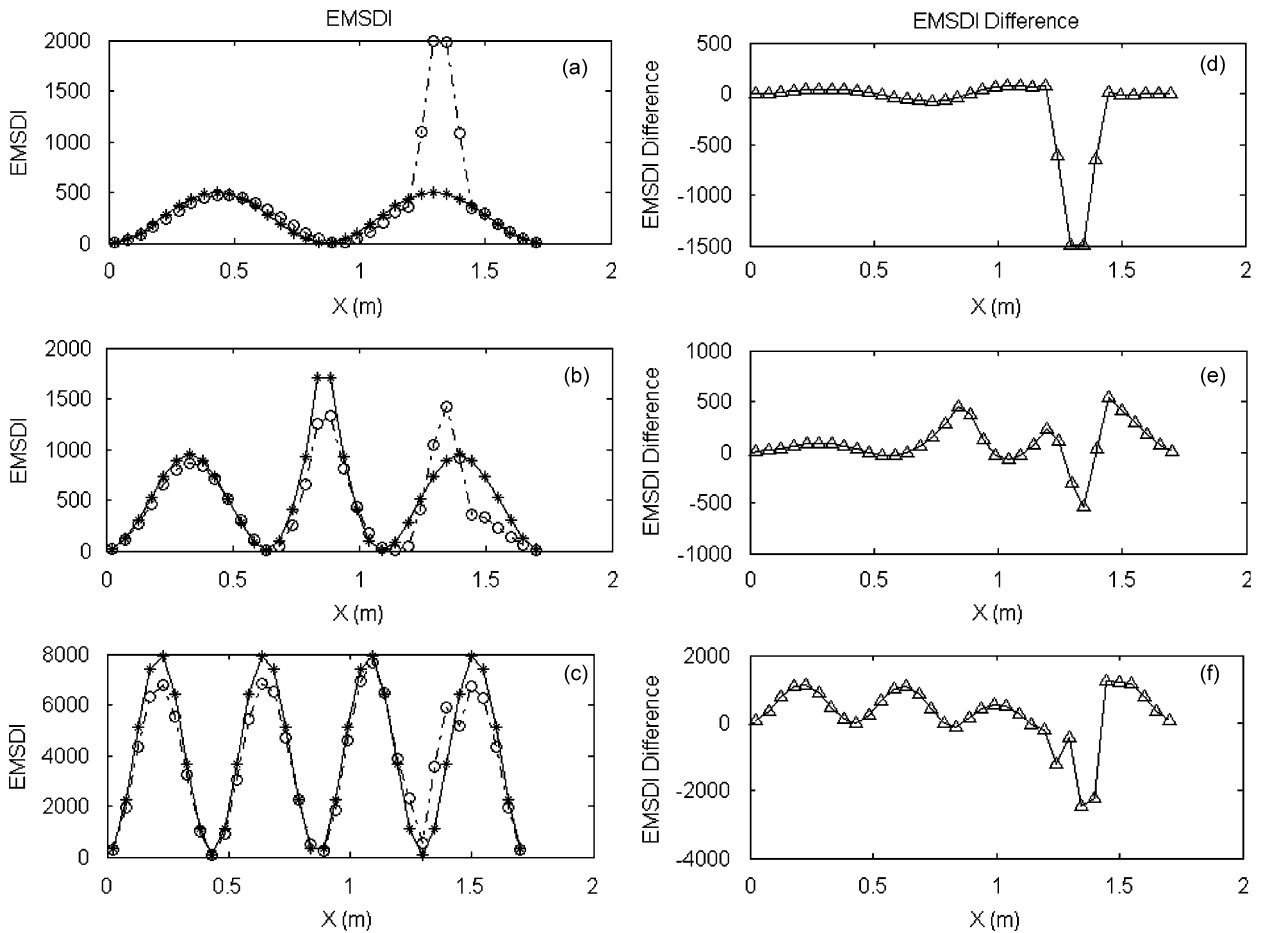 EMSDI
2000
1500
1000
500
0
EMSDI
(a)
0
0.5
1
1.5
2
X (m)
EMSDI Difference
500
0
-500
-1000
-1500
EMSDI Difference
(d)
0
0.5
1
1.5
2
X (m)
2000
1500
1000
500
0
EMSDI
(b)
0
0.5
1
1.5
2
X (m)
1000
500
0
-500
-1000
EMSDI Difference
(e)
0
0.5
1
1.5
2
X (m)
8000
6000
4000
2000
0
EMSDI
(c)
0
0.5
1
1.5
2
X (m)
2000
0
-2000
-4000
EMSDI Difference
(f)
0
0.5
1
1.5
2
X (m)